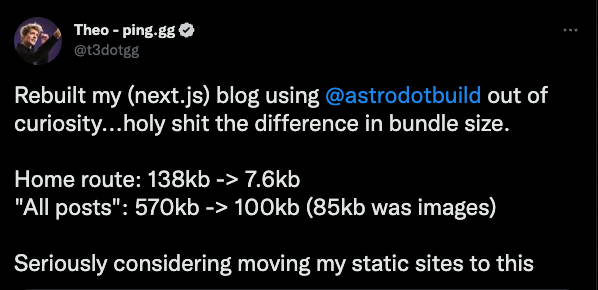 Theo - ping.gg
@t3dotgg
Rebuilt my (next.js) blog using @astrodotbuild out of
curiosity...holy shit the difference in bundle size.
Home route: 138kb -> 7.6kb
"All posts": 570kb -> 100kb (85kb was images)
Seriously considering moving my static sites to this